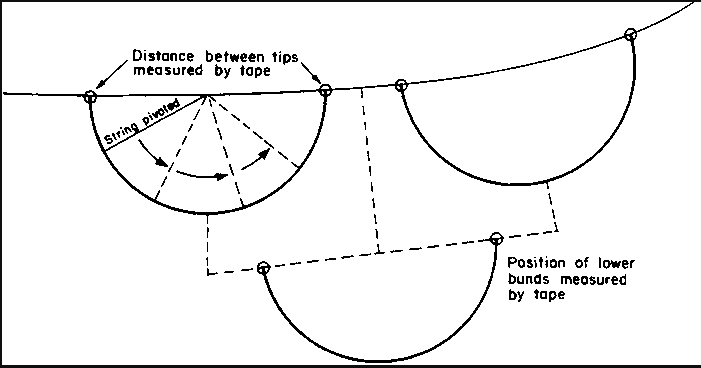 Distance between tips
measured by tape
String pivoted
Position of lower
bunds measured
by tape